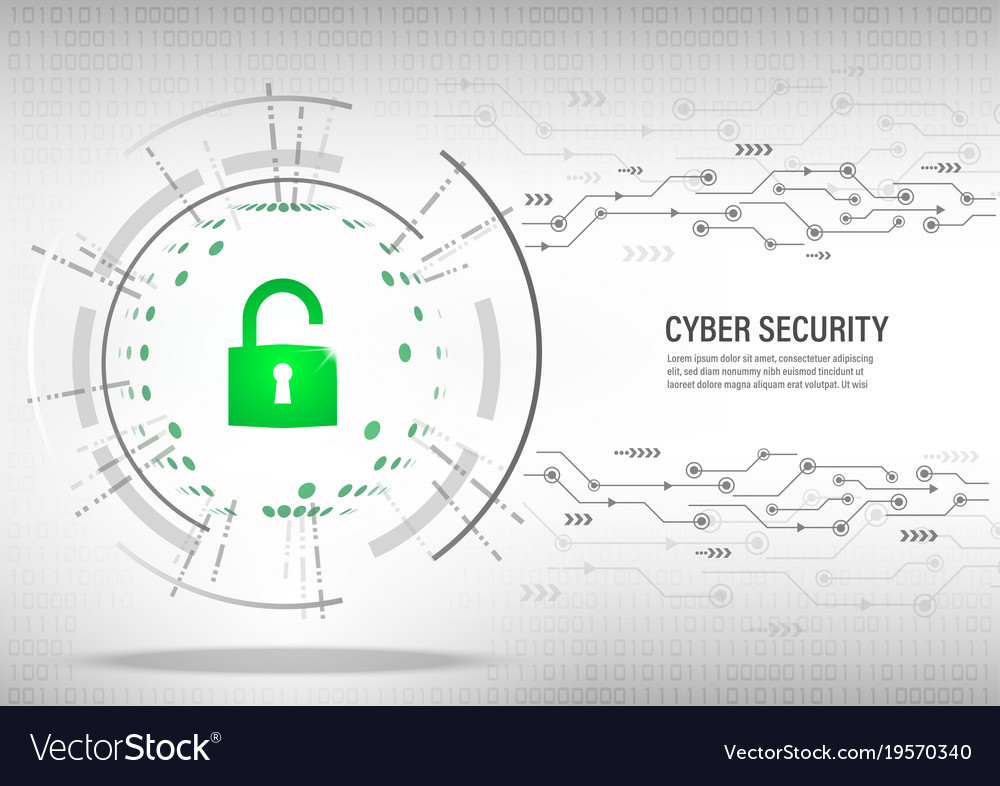 CYBER SECURITY
Lorem ipsum dolor sit amet, consectetuer adipiscing
elit, sed diam nonummy nibh euismod tincidunt ut
laoreet dolore magna aliquam erat volutpat. Ut wisi
VectorStock®
VectorStock.com/19570340